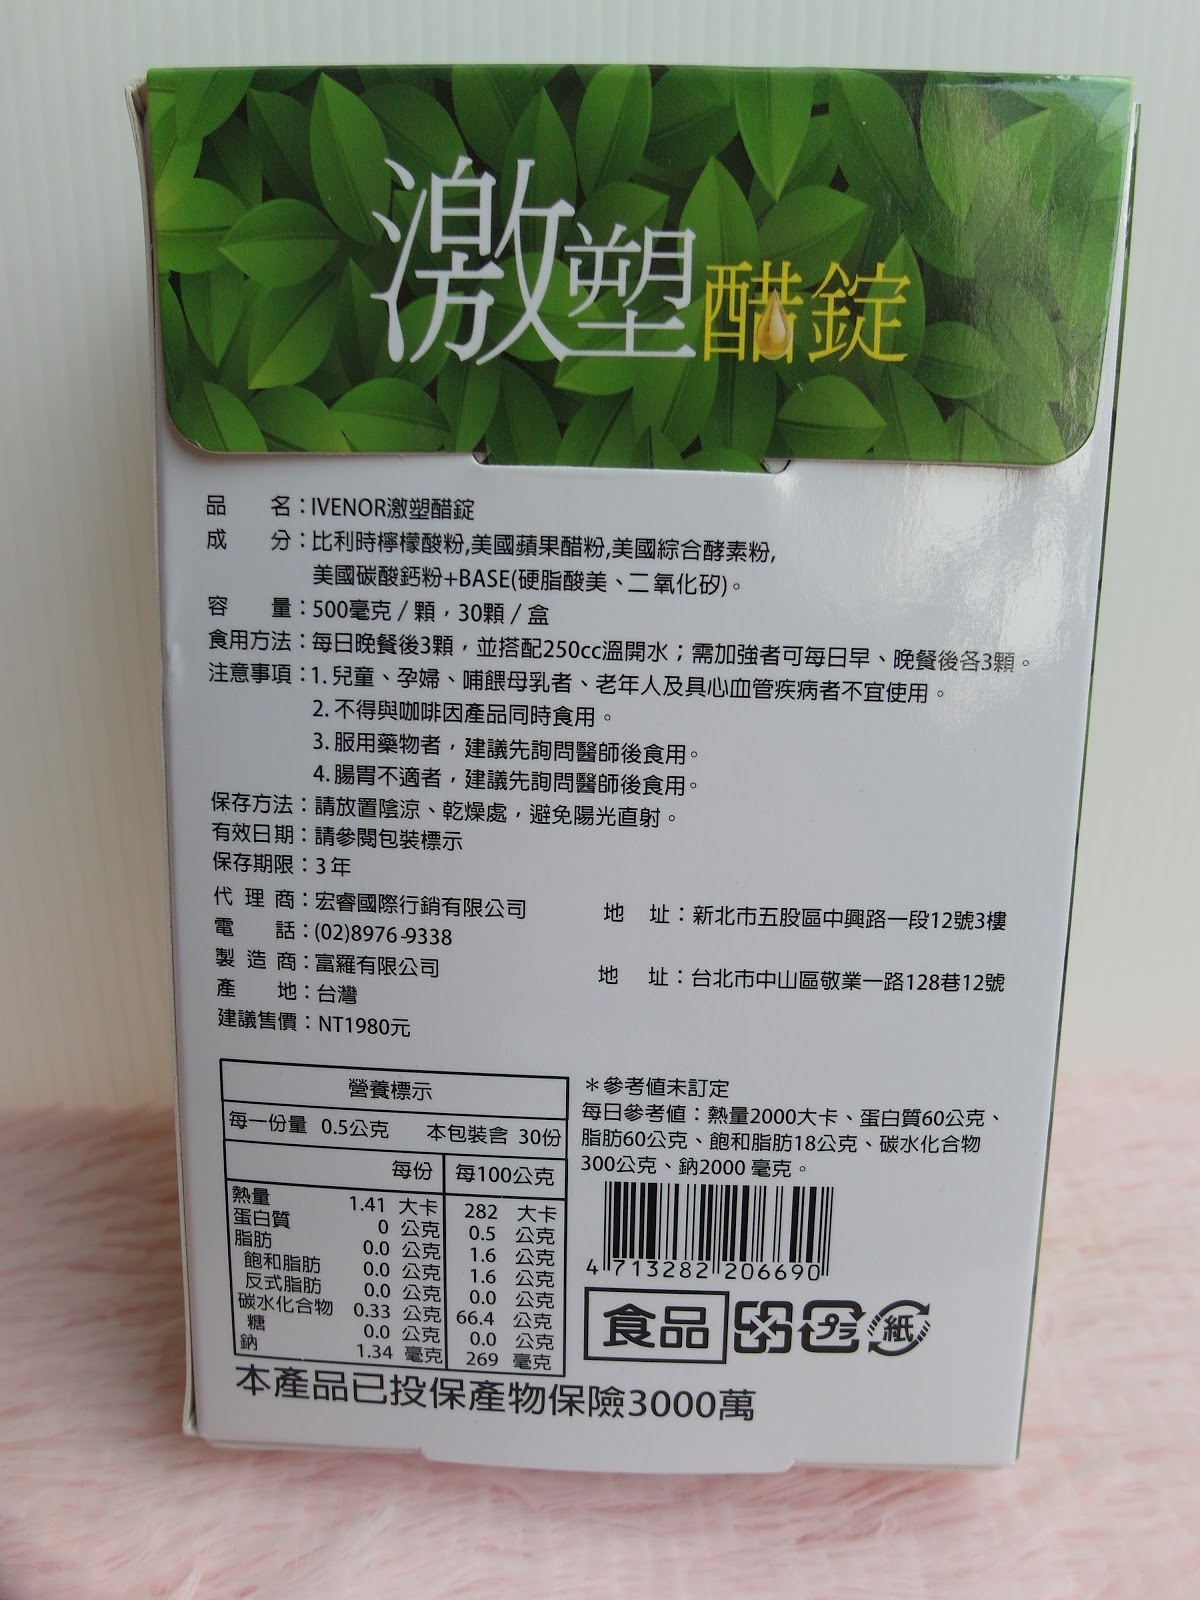 激塑醋錠
品名：IVENOR激塑醋錠
成分：比利時檸檬酸粉,美國蘋果醋粉,美國綜合酵素粉,
美國碳酸鈣粉+BASE(硬脂酸美、二氧化矽)。
容量：500毫克/顆，30顆/盒
食用方法：每日晚餐後3顆，並搭配250cc溫開水；需加強者可每日早、晚餐後各3顆。
注意事項：1.兒童、孕婦、哺餵母乳者、老年人及具心血管疾病者不宜使用。
2.不得與咖啡因產品同時食用。
3.服用藥物者，建議先詢問醫師後食用。
4.腸胃不適者，建議先詢問醫師後食用。
保存方法：請放置陰涼、乾燥處，避免陽光直射。
有效日期：請參閱包裝標示
保存期限：3年
代理商：宏睿國際行銷有限公司 地址：新北市五股區中興路一段12號3樓
電話：(02)8976-9338
製造商：富羅有限公司 地址：台北市中山區敬業一路128巷12號
產地：台灣
建議售價：NT1980元
營養標示
每一份量 0.5公克 本包裝含 30份
每份 每100公克
熱量 1.41 大卡 282 大卡
蛋白質 0 公克 0.5 公克
脂肪 0.0 公克 1.6 公克
飽和脂肪 0.0 公克 1.6 公克
反式脂肪 0.0 公克 0.0 公克
碳水化合物 0.33 公克 66.4 公克
糖 0.0 公克 0.0 公克
鈉 1.34 毫克 269 毫克
＊參考值未訂定
每日參考值：熱量2000大卡、蛋白質60公克、
脂肪60公克、飽和脂肪18公克、碳水化合物
300公克、鈉2000 毫克。
4 713282 206690
食品 プラ 紙
本產品已投保產物保險3000萬